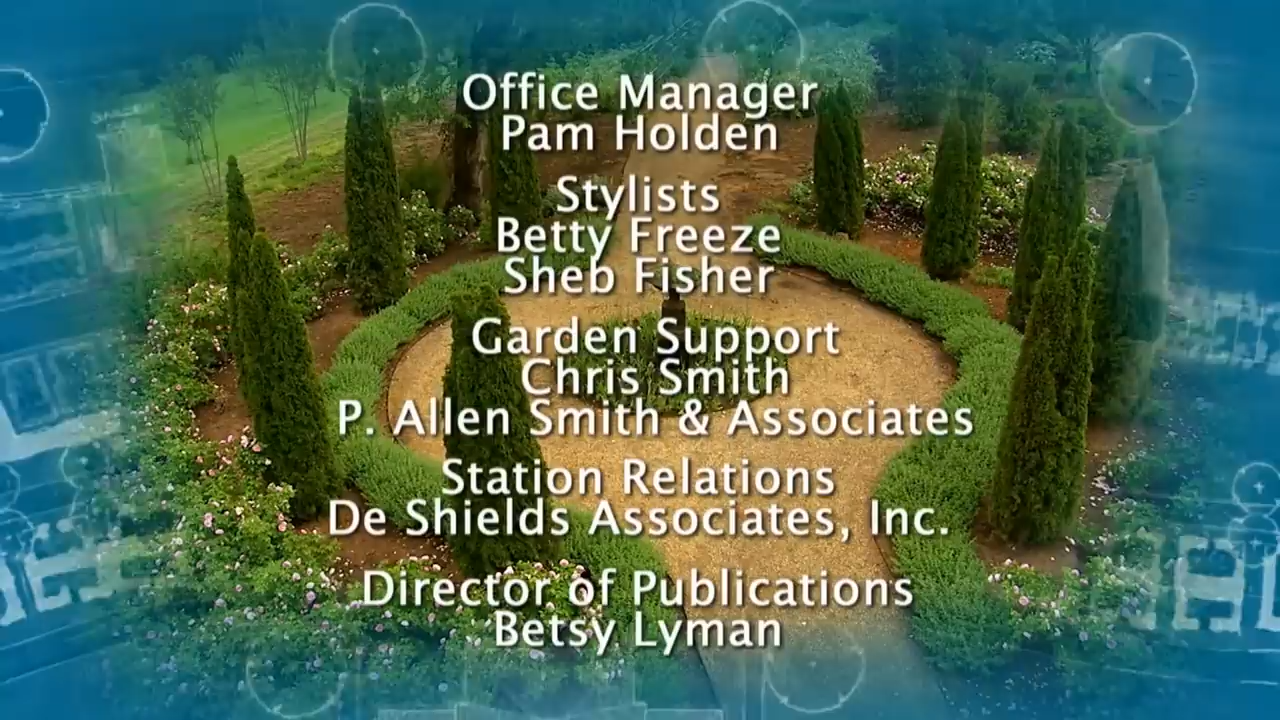 Office Manager
Pam Holden
Stylists
Betty Freeze
Sheb Fisher
Garden Support
Chris Smith
P. Allen Smith & Associates
Station Relations
De Shields Associates, Inc.
Director of Publications
Betsy Lyman